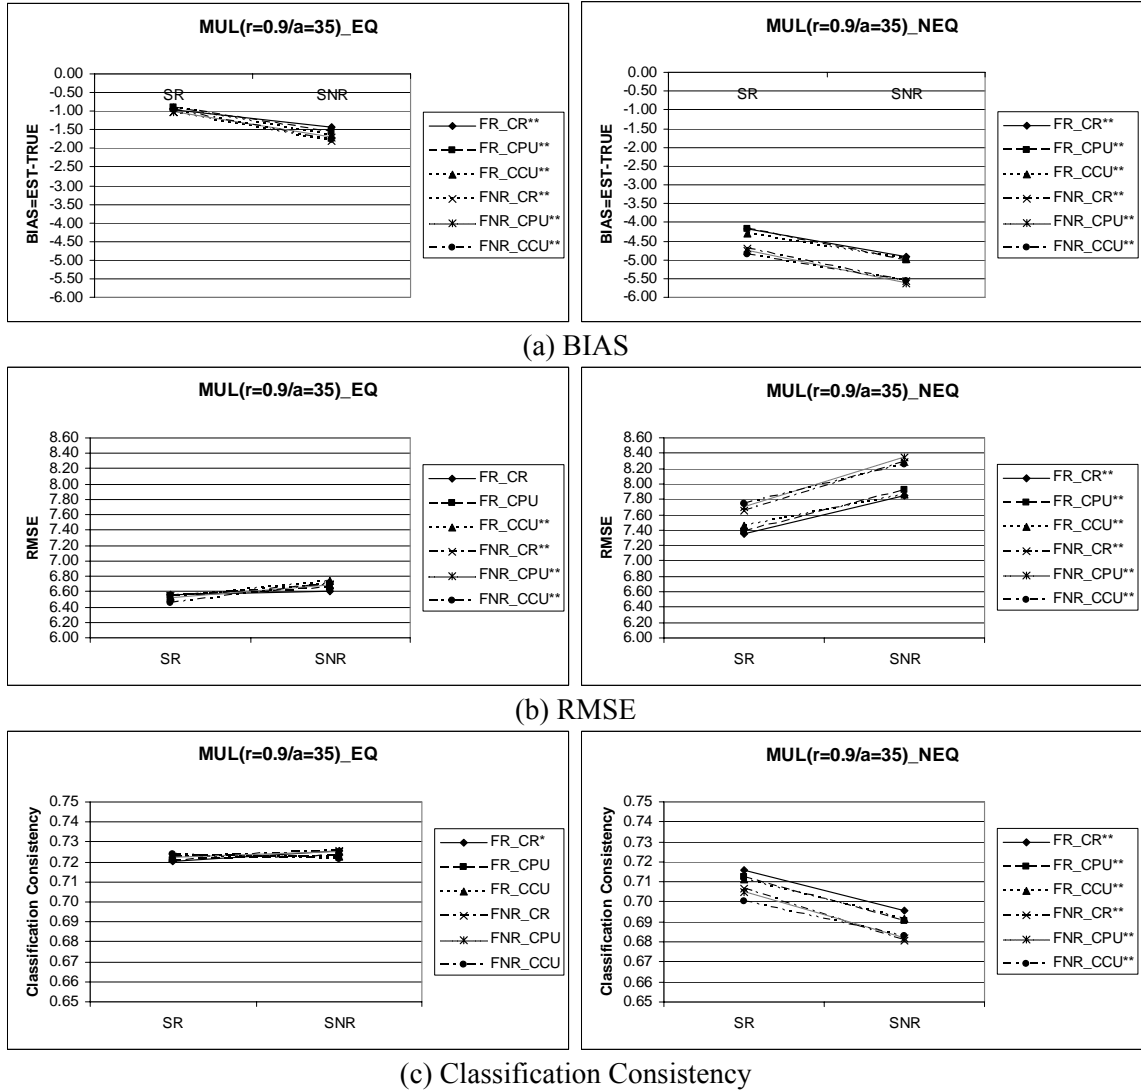 MUL(r=0.9/a=35)_EQ
BIAS=EST-TRUE
0.00
-0.50
-1.00
-1.50
-2.00
-2.50
-3.00
-3.50
-4.00
-4.50
-5.00
-5.50
-6.00
SR SNR
FR_CR**
FR_CPU**
FR_CCU**
FNR_CR**
FNR_CPU**
FNR_CCU**
MUL(r=0.9/a=35)_NEQ
BIAS=EST-TRUE
0.00
-0.50
-1.00
-1.50
-2.00
-2.50
-3.00
-3.50
-4.00
-4.50
-5.00
-5.50
-6.00
SR SNR
FR_CR**
FR_CPU**
FR_CCU**
FNR_CR**
FNR_CPU**
FNR_CCU**
(a) BIAS
MUL(r=0.9/a=35)_EQ
RMSE
8.60
8.40
8.20
8.00
7.80
7.60
7.40
7.20
7.00
6.80
6.60
6.40
6.20
6.00
SR SNR
FR_CR
FR_CPU
FR_CCU**
FNR_CR**
FNR_CPU**
FNR_CCU**
MUL(r=0.9/a=35)_NEQ
RMSE
8.60
8.40
8.20
8.00
7.80
7.60
7.40
7.20
7.00
6.80
6.60
6.40
6.20
6.00
SR SNR
FR_CR**
FR_CPU**
FR_CCU**
FNR_CR**
FNR_CPU**
FNR_CCU**
(b) RMSE
MUL(r=0.9/a=35)_EQ
Classification Consistency
0.75
0.74
0.73
0.72
0.71
0.70
0.69
0.68
0.67
0.66
0.65
SR SNR
FR_CR*
FR_CPU
FR_CCU
FNR_CR
FNR_CPU
FNR_CCU
MUL(r=0.9/a=35)_NEQ
Classification Consistency
0.75
0.74
0.73
0.72
0.71
0.70
0.69
0.68
0.67
0.66
0.65
SR SNR
FR_CR**
FR_CPU**
FR_CCU**
FNR_CR**
FNR_CPU**
FNR_CCU**
(c) Classification Consistency